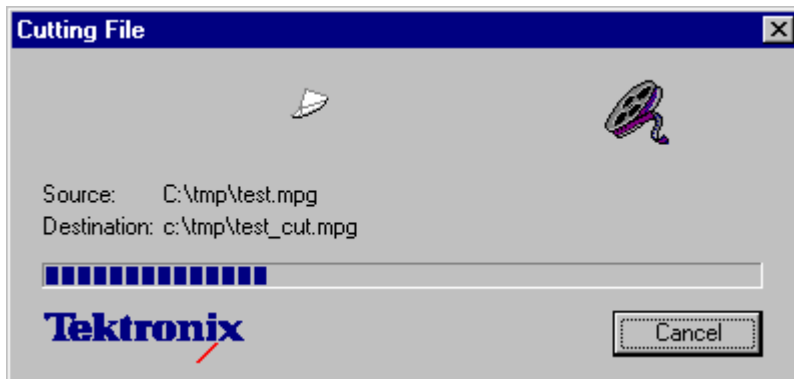 Cutting File
Source: C:\tmp\test.mpg
Destination: c:\tmp\test_cut.mpg
Tektronix
Cancel